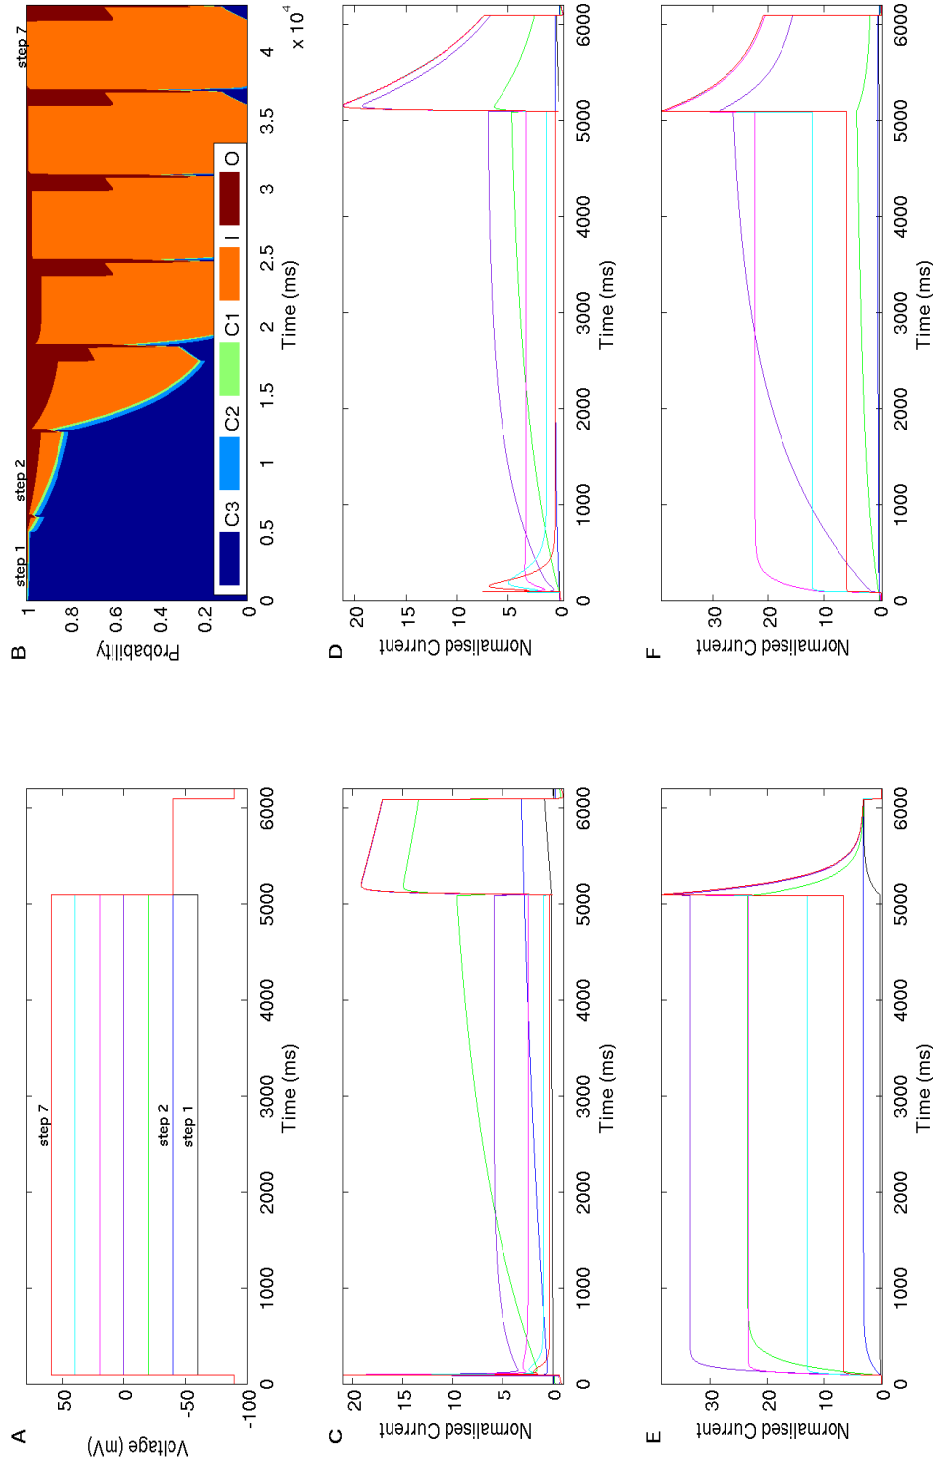 A
Voltage (mV)
50
0
-50
-100
step 7
step 2
step 1
0
1000
2000
3000
4000
5000
6000
Time (ms)
B
Probability
1
0.8
0.6
0.4
0.2
0
step 1
step 2
step 7
C3
C2
C1
I
O
0
0.5
1
1.5
2
2.5
3
3.5
4
x 10^4
Time (ms)
C
Normalised Current
20
15
10
5
0
0
1000
2000
3000
4000
5000
6000
Time (ms)
D
Normalised Current
20
15
10
5
0
0
1000
2000
3000
4000
5000
6000
Time (ms)
E
Normalised Current
30
20
10
0
0
1000
2000
3000
4000
5000
6000
Time (ms)
F
Normalised Current
30
20
10
0
0
1000
2000
3000
4000
5000
6000
Time (ms)